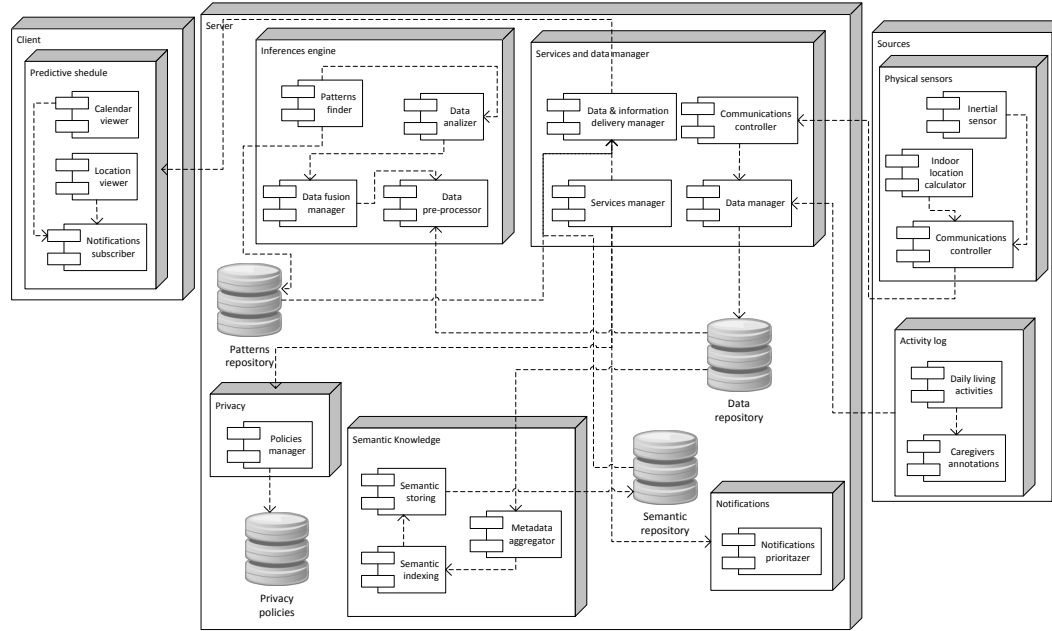 Client
Predictive shedule
Calendar
viewer
Location
viewer
Notifications
subscriber
Server
Inferences engine
Patterns
finder
Data
analizer
Data fusion
manager
Data
pre-processor
Services and data manager
Data & information
delivery manager
Communications
controller
Services manager
Data manager
Sources
Physical sensors
Inertial
sensor
Indoor
location
calculator
Communications
controller
Activity log
Daily living
activities
Caregivers
annotations
Patterns
repository
Data
repository
Privacy
Policies
manager
Privacy
policies
Semantic Knowledge
Semantic
storing
Semantic
indexing
Metadata
aggregator
Semantic
repository
Notifications
Notifications
prioritazer